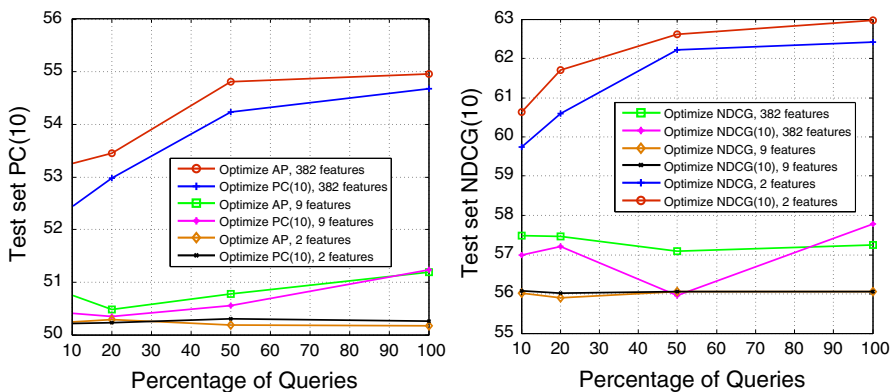 56
55
54
53
52
51
50
10
20
30
40
50
60
70
80
90
100
Test set PC(10)
Percentage of Queries
Optimize AP, 382 features
Optimize PC(10), 382 features
Optimize AP, 9 features
Optimize PC(10), 9 features
Optimize AP, 2 features
Optimize PC(10), 2 features
63
62
61
60
59
58
57
56
55
10
20
30
40
50
60
70
80
90
100
Test set NDCG(10)
Percentage of Queries
Optimize NDCG, 382 features
Optimize NDCG(10), 382 features
Optimize NDCG, 9 features
Optimize NDCG(10), 9 features
Optimize NDCG, 2 features
Optimize NDCG(10), 2 features